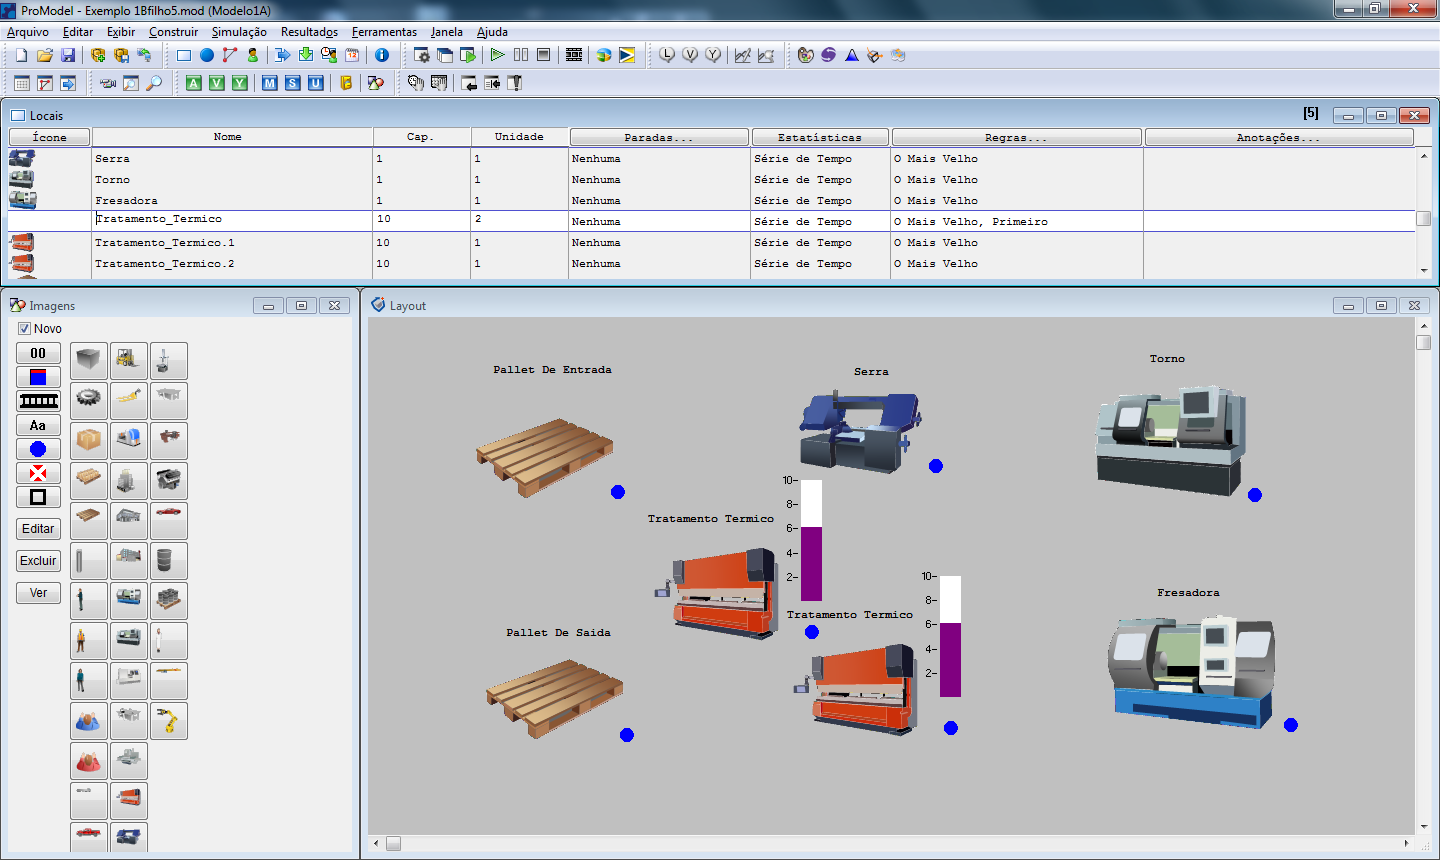 ProModel - Exemplo 1Bfilho5.mod (Modelo1A)
Arquivo Editar Exibir Construir Simulação Resultados Ferramentas Janela Ajuda
L V Y
A V Y M S U
Locais [5]
Ícone Nome Cap. Unidade Paradas... Estatísticas Regras... Anotações...
Serra 1 1 Nenhuma Série de Tempo O Mais Velho
Torno 1 1 Nenhuma Série de Tempo O Mais Velho
Fresadora 1 1 Nenhuma Série de Tempo O Mais Velho
Tratamento_Termico 10 2 Nenhuma Série de Tempo O Mais Velho, Primeiro
Tratamento_Termico.1 10 1 Nenhuma Série de Tempo O Mais Velho
Tratamento_Termico.2 10 1 Nenhuma Série de Tempo O Mais Velho
Imagens
Novo
00
Aa
Editar
Excluir
Ver
Layout
Pallet De Entrada
Serra
Torno
Tratamento Termico
10-
8-
6-
4-
2-
Pallet De Saida
Tratamento Termico
10-
8-
6-
4-
2-
Fresadora